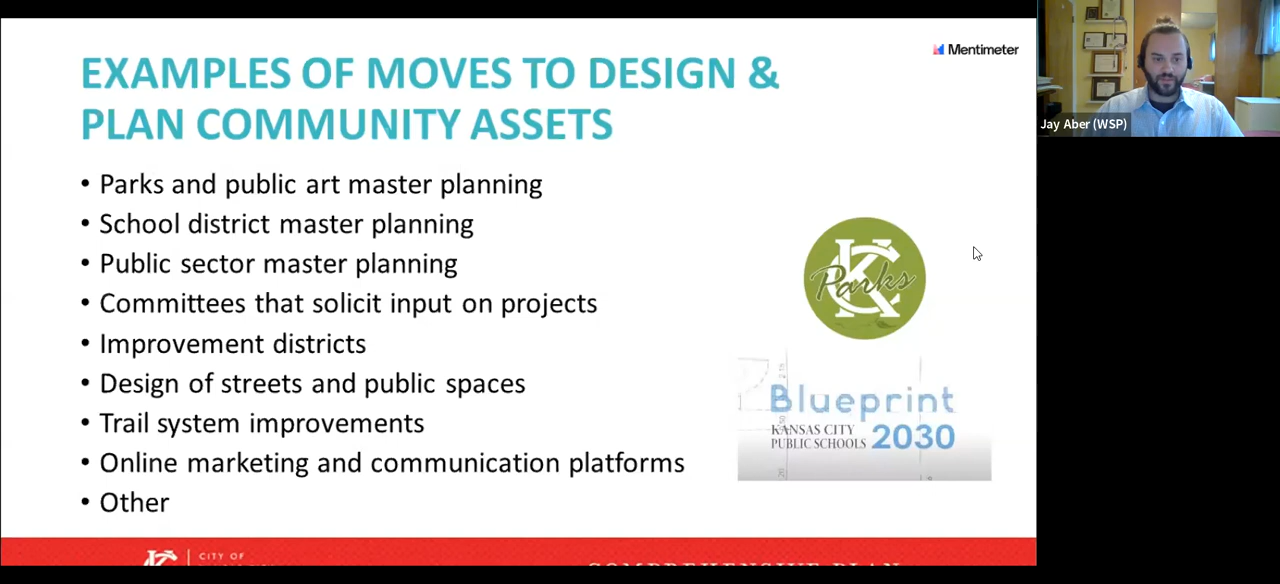 EXAMPLES OF MOVES TO DESIGN &
PLAN COMMUNITY ASSETS
Mentimeter
Jay Aber (WSP)
• Parks and public art master planning
• School district master planning
• Public sector master planning
• Committees that solicit input on projects
• Improvement districts
• Design of streets and public spaces
• Trail system improvements
• Online marketing and communication platforms
• Other
KC
Parks
Blueprint
KANSAS CITY
PUBLIC SCHOOLS 2030
KC
CITY OF
COMPREHENSIVE PLAN